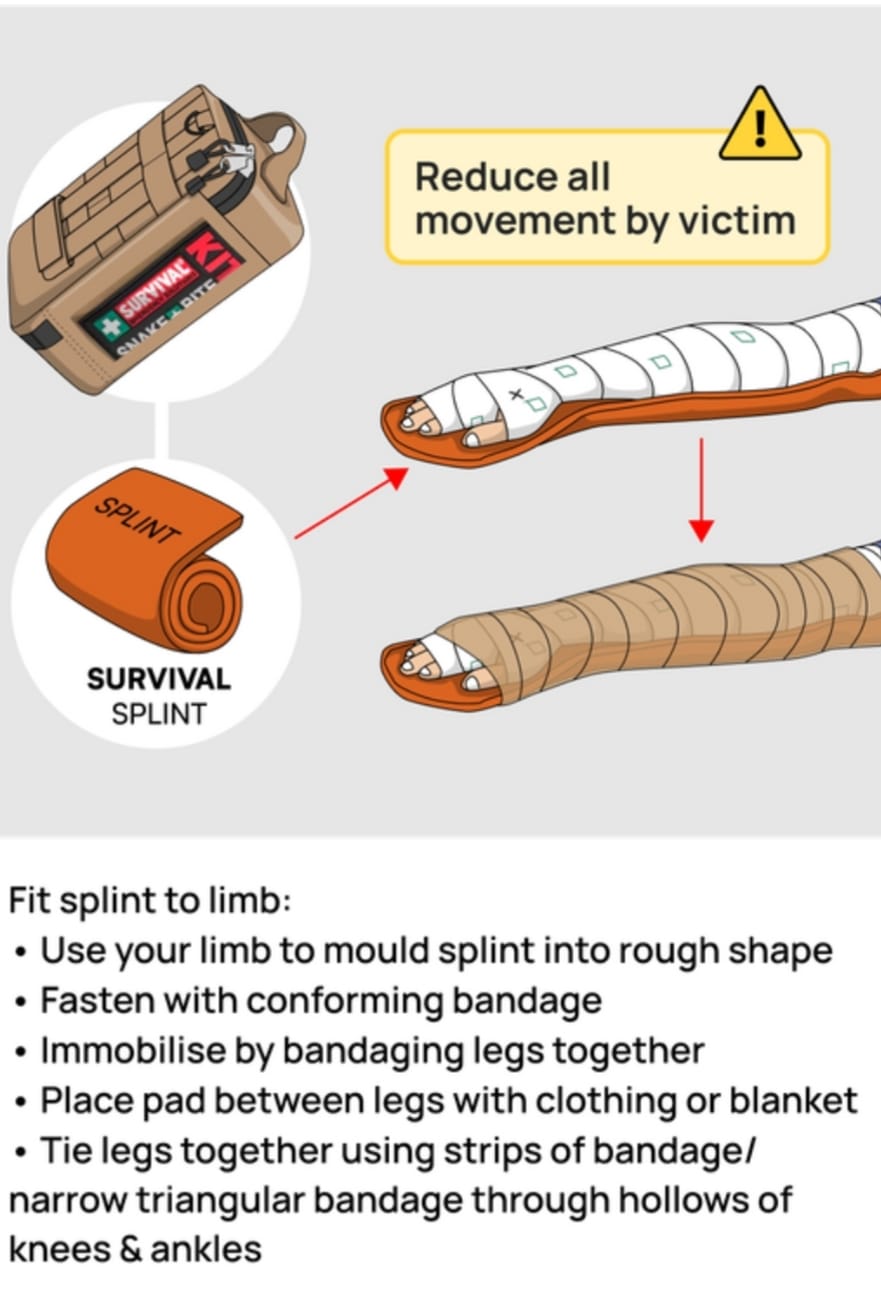 Reduce all
movement by victim
SURVIVAL
KIT
SNAKE + BITE
SPLINT
SURVIVAL
SPLINT
x
Fit splint to limb:
• Use your limb to mould splint into rough shape
• Fasten with conforming bandage
• Immobilise by bandaging legs together
• Place pad between legs with clothing or blanket
• Tie legs together using strips of bandage/
narrow triangular bandage through hollows of
knees & ankles